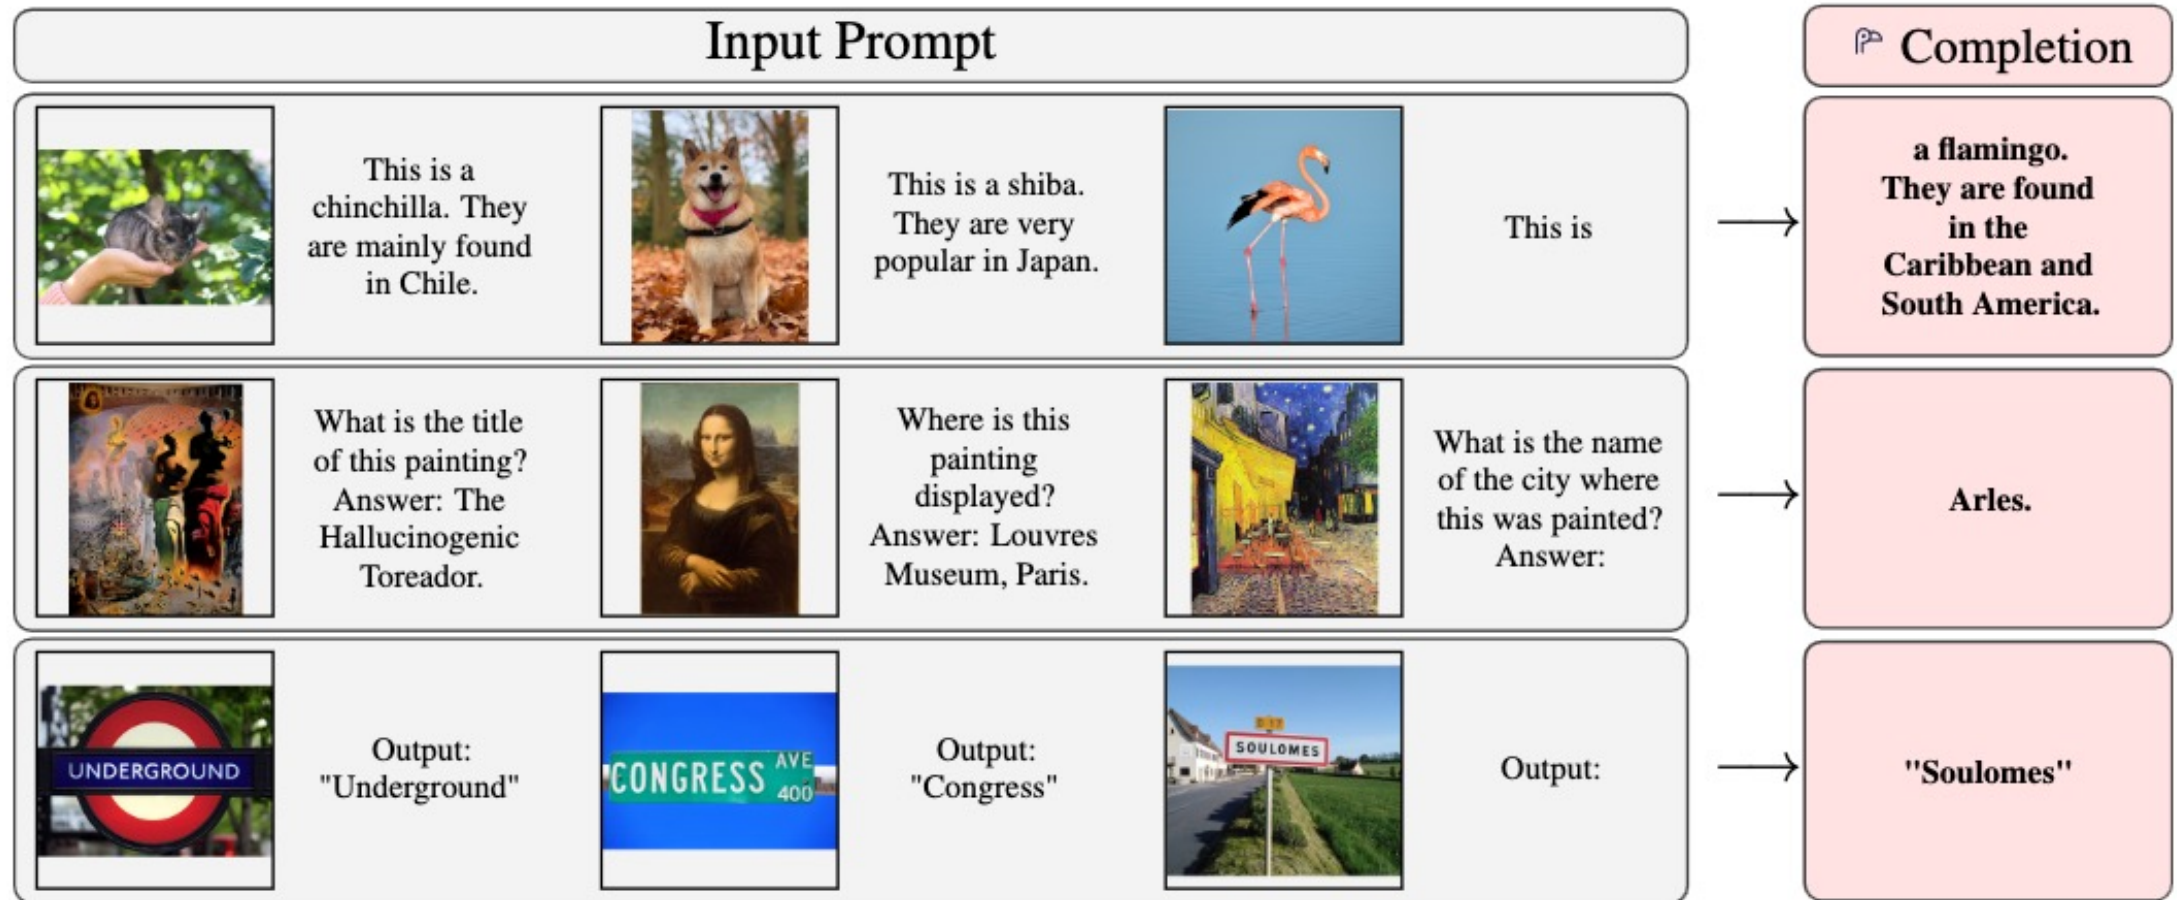 Input Prompt
Completion
This is a
chinchilla. They
are mainly found
in Chile.
This is a shiba.
They are very
popular in Japan.
This is
a flamingo.
They are found
in the
Caribbean and
South America.
What is the title
of this painting?
Answer: The
Hallucinogenic
Toreador.
Where is this
painting
displayed?
Answer: Louvres
Museum, Paris.
What is the name
of the city where
this was painted?
Answer:
Arles.
UNDERGROUND
Output:
"Underground"
CONGRESS AVE
400
Output:
"Congress"
D 17
SOULOMES
Output:
"Soulomes"